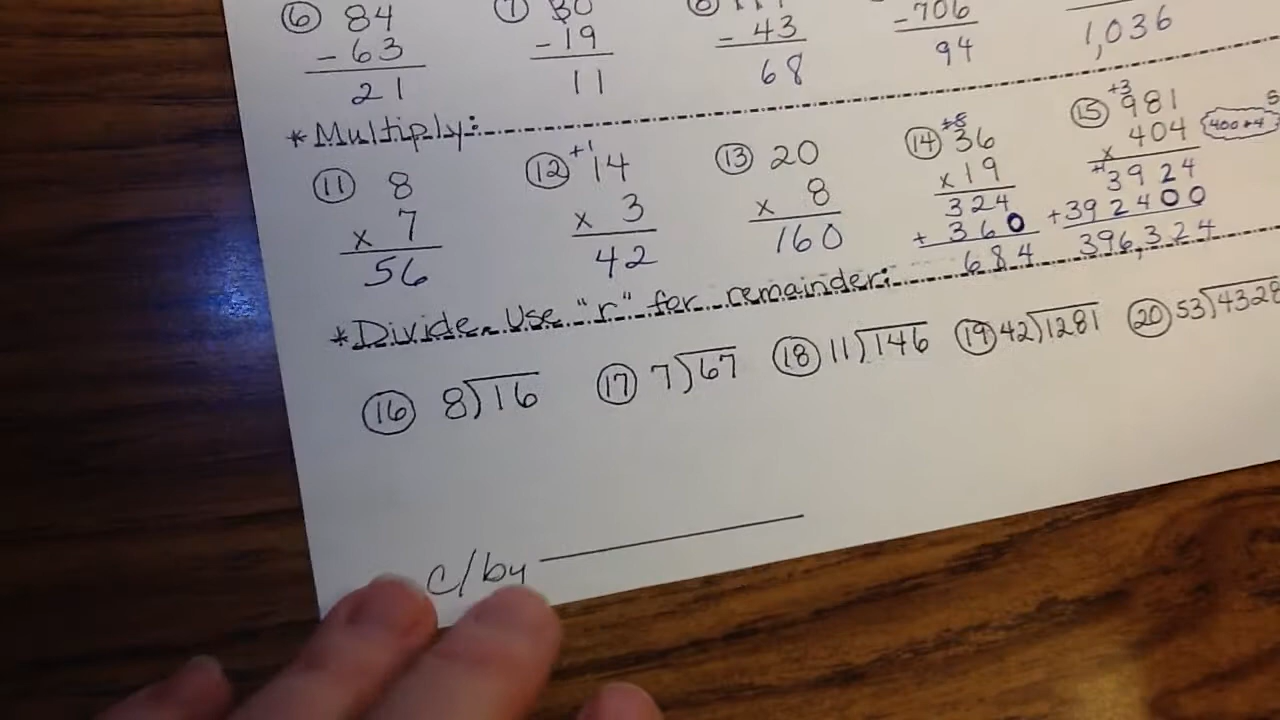 ⑥ 84 ⑦ 30
- 63 - 19 - 43 - 706
21 11 68 94 1,036
*Multiply:
⑪ 8 ⑫ +1 14 ⑬ 20 ⑭ 36 ⑮ +3 981
x 7 x 3 x 8 x 19 x 404 400+4
56 42 160 324 3924
+ 360 +392400
684 396,324
*Divide. Use "r" for remainder:
⑯ 8)16 ⑰ 7)67 ⑱ 11)146 ⑲ 42)1281 ⑳ 53)4328
c/by